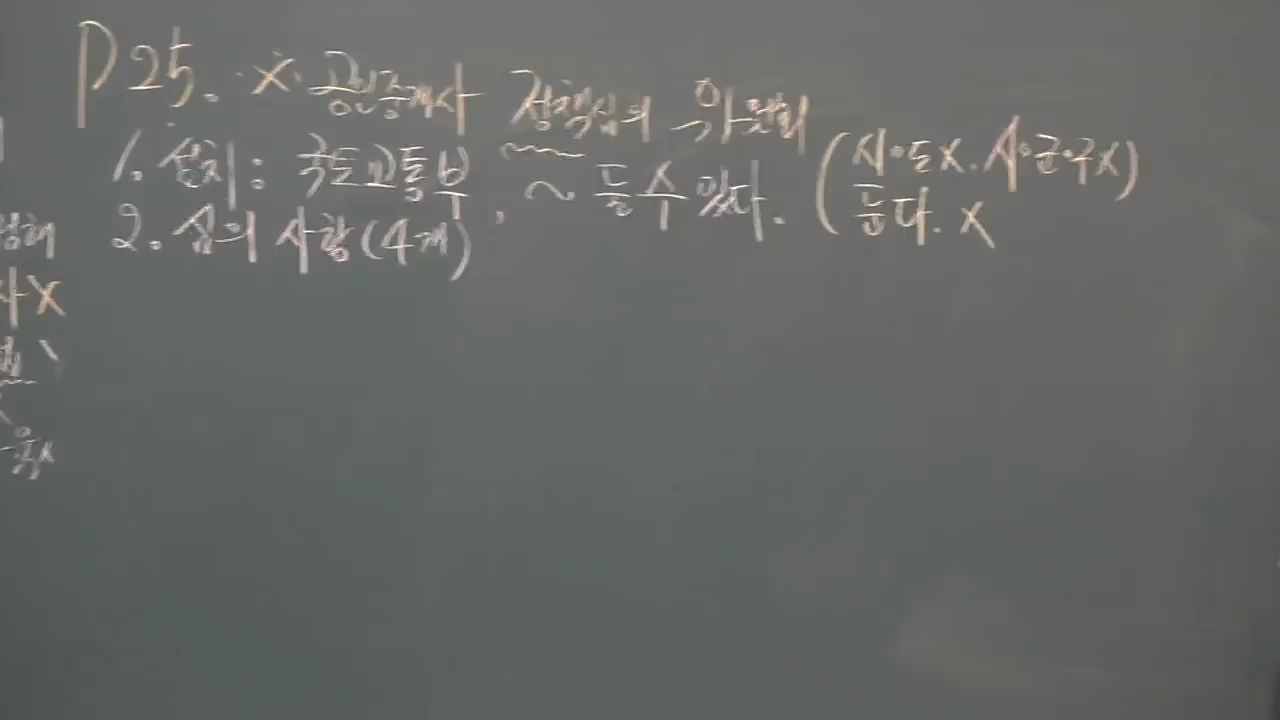 P25. ※ 공인중개사 정책심의 위원회
1. 설치: 국토교통부, ~ 둘 수 있다. (시·도X. 시·군·구X)
둔다. X
2. 심의 사항(4개)